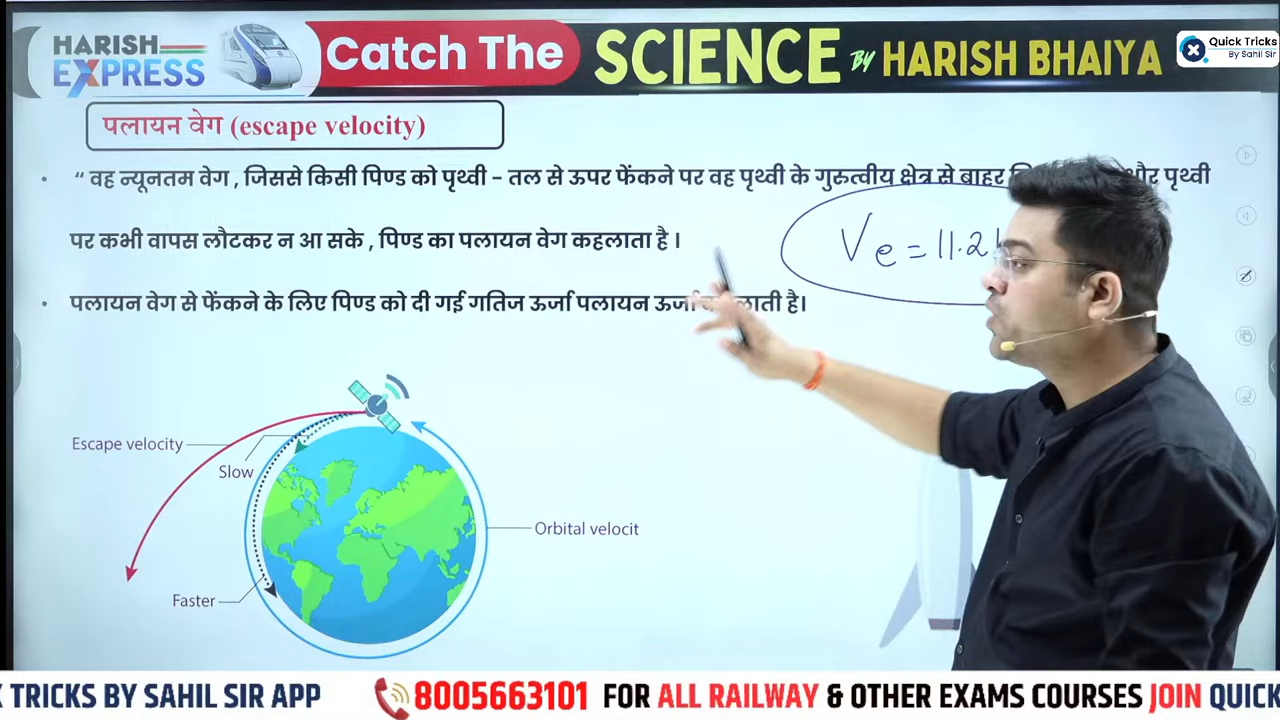 HARISH
EXPRESS
Catch The SCIENCE BY HARISH BHAIYA
Quick Tricks
By Sahil Sir
पलायन वेग (escape velocity)
• “ वह न्यूनतम वेग , जिससे किसी पिण्ड को पृथ्वी – तल से ऊपर फेंकने पर वह पृथ्वी के गुरुत्वीय क्षेत्र से बाहर और पृथ्वी
पर कभी वापस लौटकर न आ सके , पिण्ड का पलायन वेग कहलाता है ।
Ve = 11.2
• पलायन वेग से फेंकने के लिए पिण्ड को दी गई गतिज ऊर्जा पलायन ऊर्जा है।
Escape velocity
Slow
Orbital velocit
Faster
TRICKS BY SAHIL SIR APP 8005663101 FOR ALL RAILWAY & OTHER EXAMS COURSES JOIN QUICK